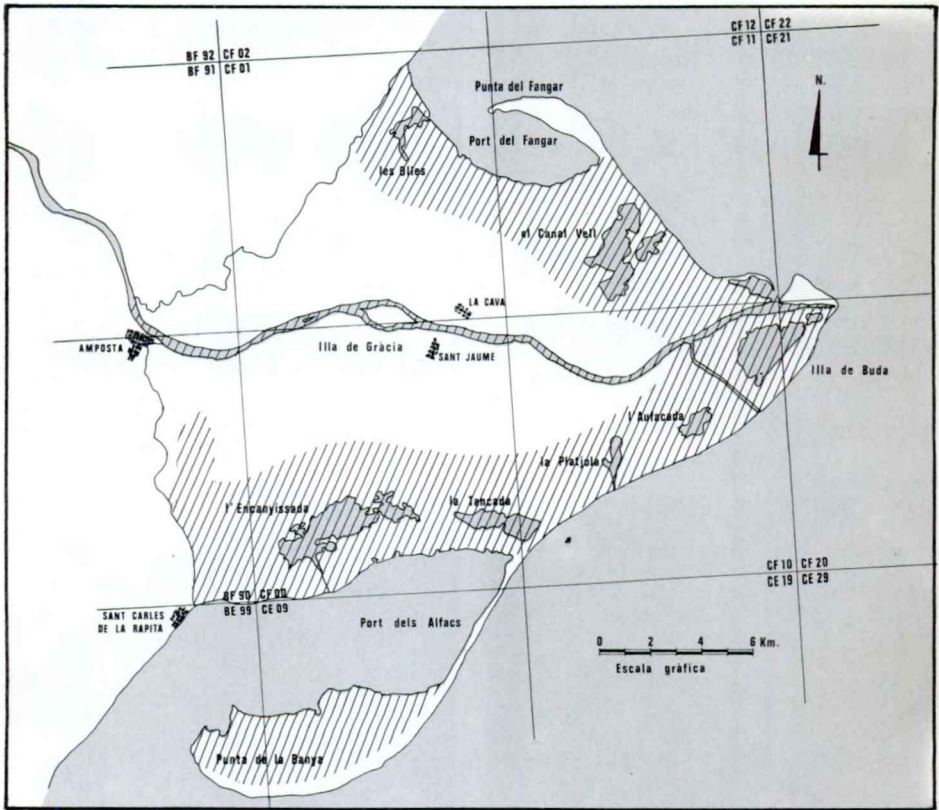 CF 12 CF 22
CF 11 CF 21
BF 92 CF 02
BF 91 CF 01
N.
Punta del Fangar
Port del Fangar
les Blles
el Canal Vell
LA CAVA
AMPOSTA
Illa de Gràcia
SANT JAUME
Illa de Buda
l'Aufacada
la Platjola
l'Encanyissada
la Tancada
CF 10 CF 20
CE 19 CE 29
BF 90 CF 00
BE 99 CE 09
SANT CARLES
DE LA RAPITA
Port dels Alfacs
0 2 4 6 Km.
Escala gràfica
Punta de la Banya